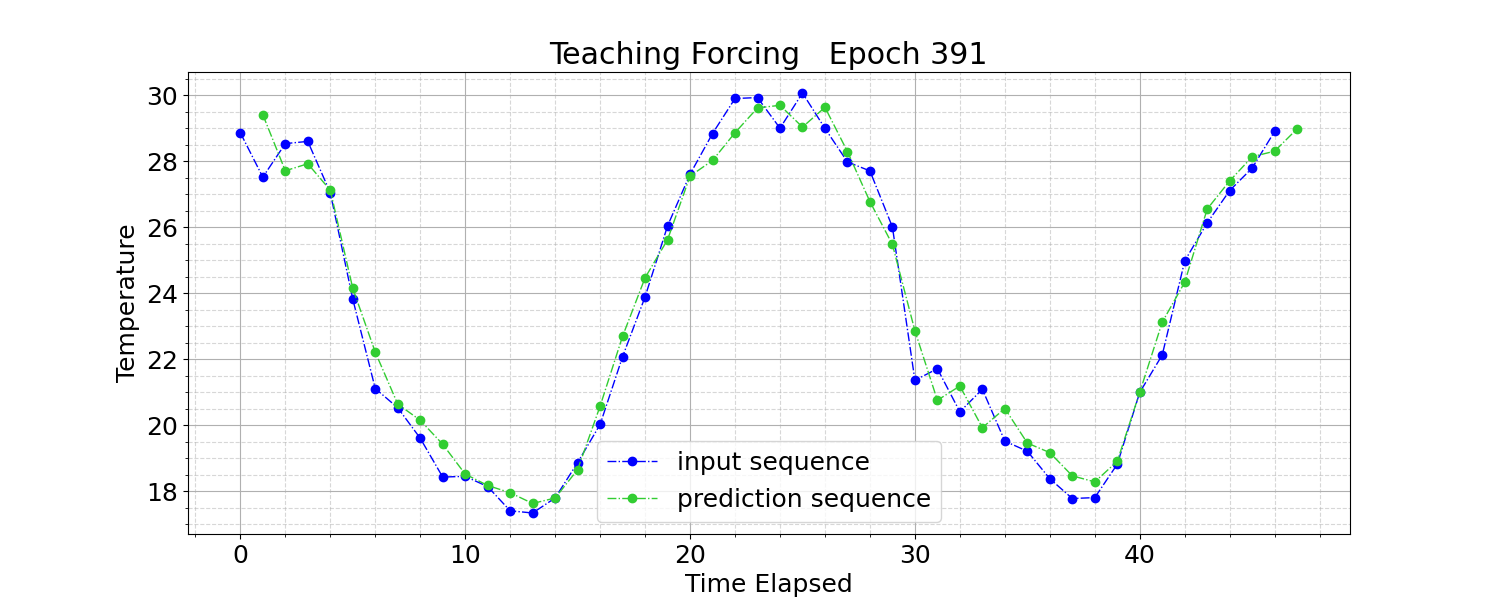 Teaching Forcing   Epoch 391
Temperature
30
28
26
24
22
20
18
input sequence
prediction sequence
0 10 20 30 40
Time Elapsed